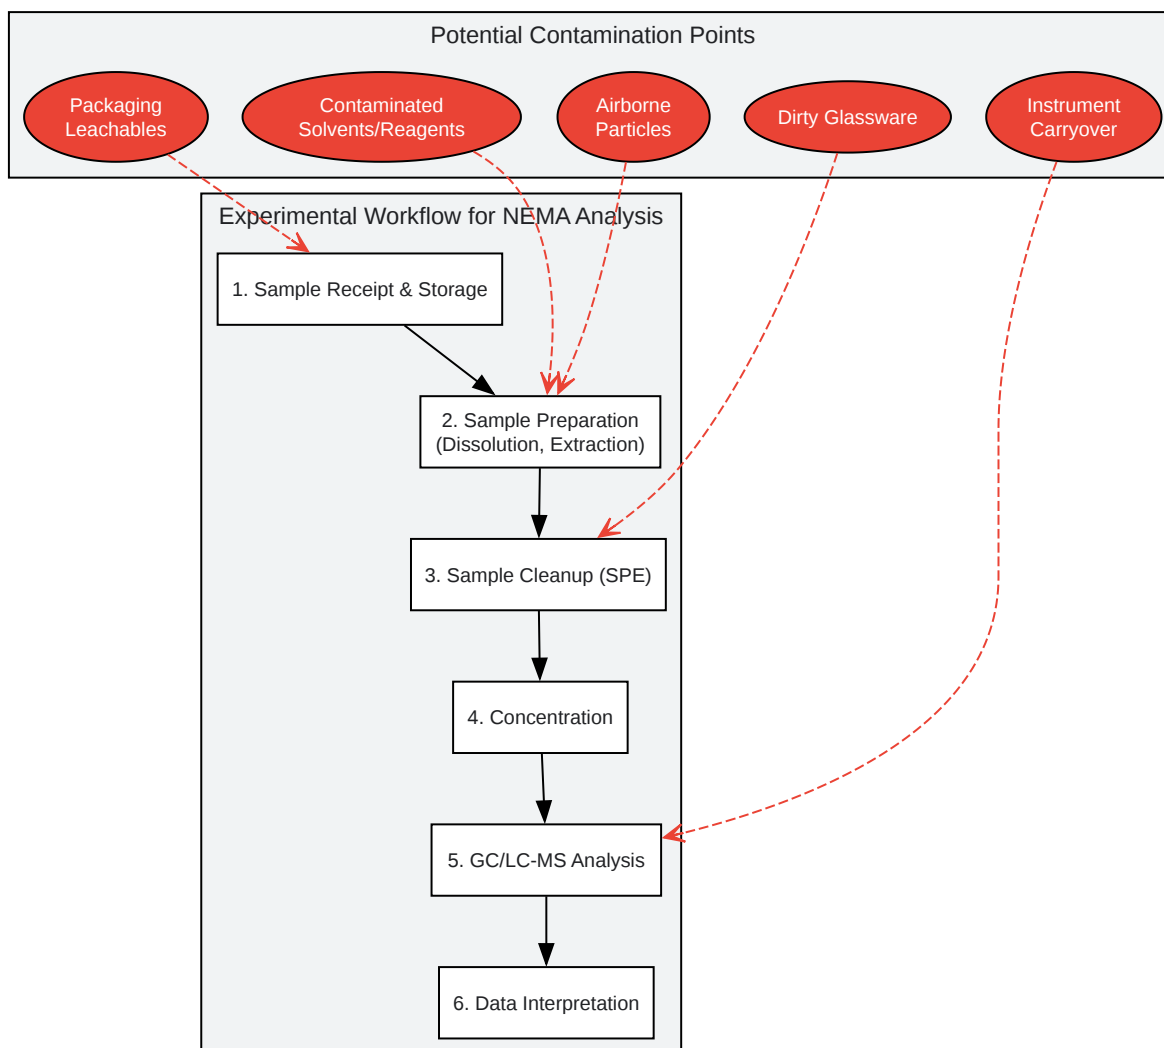 Potential Contamination Points
Packaging
Leachables
Contaminated
Solvents/Reagents
Airborne
Particles
Dirty Glassware
Instrument
Carryover
Experimental Workflow for NEMA Analysis
1. Sample Receipt & Storage
2. Sample Preparation
(Dissolution, Extraction)
3. Sample Cleanup (SPE)
4. Concentration
5. GC/LC-MS Analysis
6. Data Interpretation